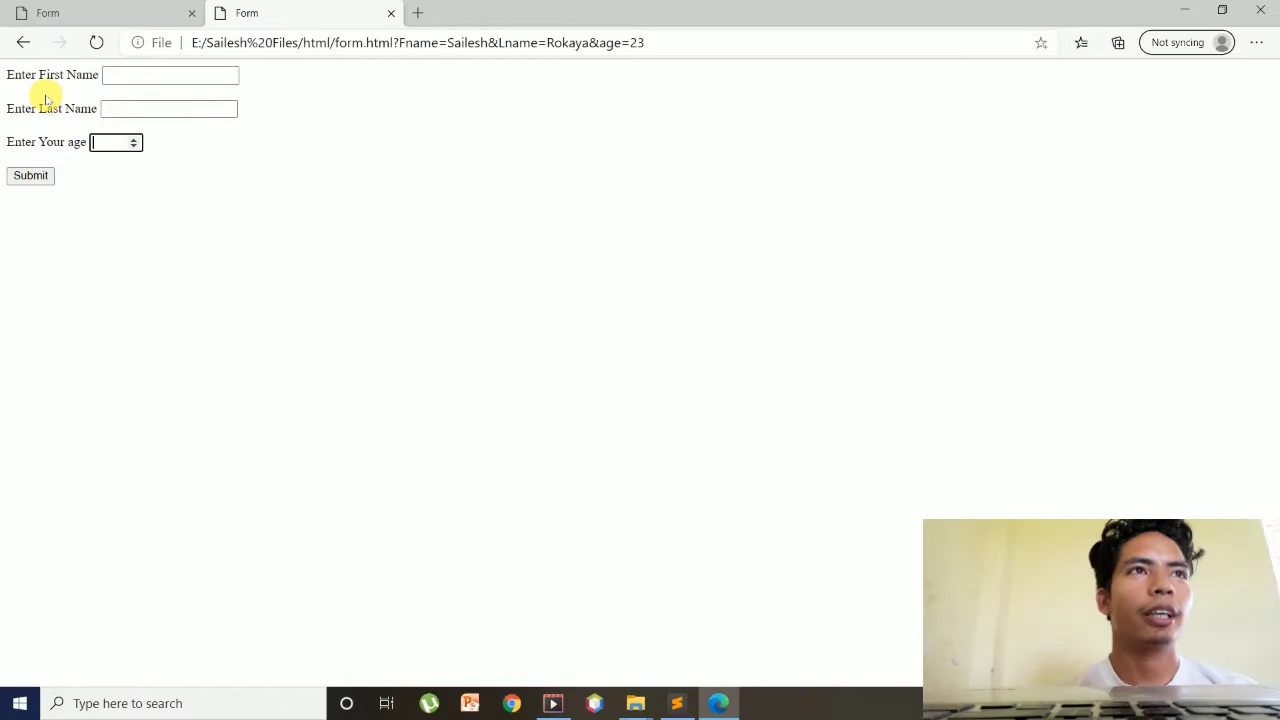 Form
Form
File
E:/Sailesh%20Files/html/form.html?Fname=Sailesh&Lname=Rokaya&age=23
Not syncing
Enter First Name
Enter Last Name
Enter Your age
Submit
Type here to search